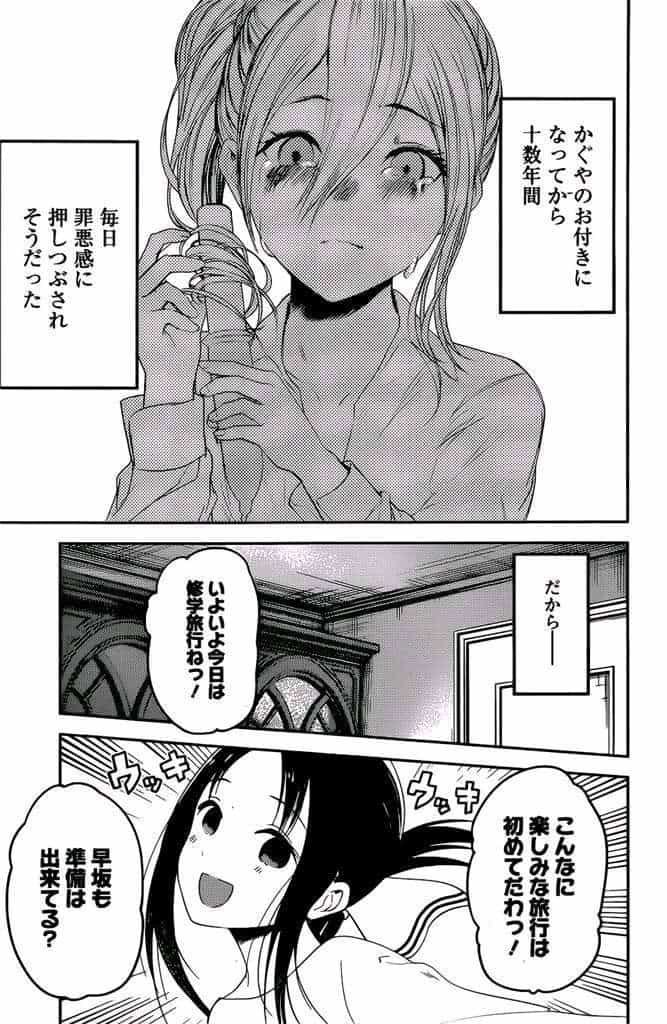 かぐやのお付きに
なってから
十数年間
毎日
罪悪感に
押しつぶされ
そうだった
だから――
いよいよ今日は
修学旅行ねっ!
こんなに
楽しみな旅行は
初めてだわっ!
ウッキ
ウッキ
早坂も
準備は
出来てる?